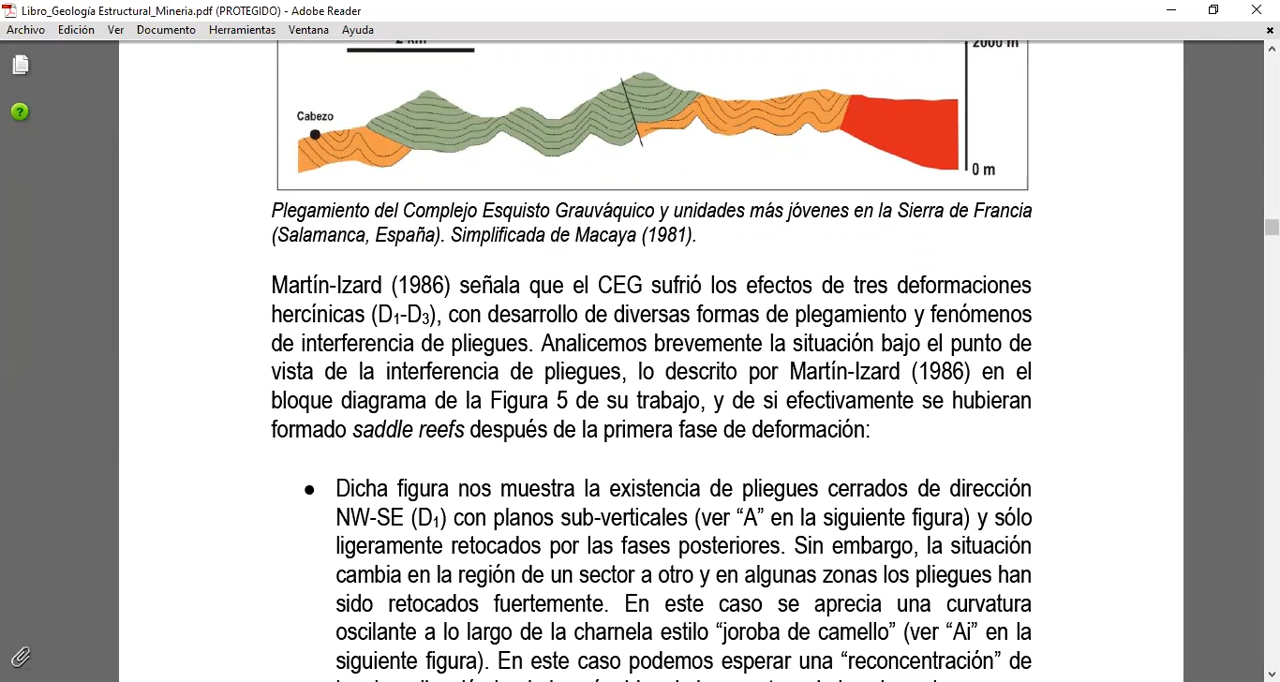 Libro_Geología Estructural_Mineria.pdf (PROTEGIDO) - Adobe Reader
Archivo Edición Ver Documento Herramientas Ventana Ayuda
2000 m
Cabezo
0 m
Plegamiento del Complejo Esquisto Grauváquico y unidades más jóvenes en la Sierra de Francia
(Salamanca, España). Simplificada de Macaya (1981).
Martín-Izard (1986) señala que el CEG sufrió los efectos de tres deformaciones
hercínicas (D1-D3), con desarrollo de diversas formas de plegamiento y fenómenos
de interferencia de pliegues. Analicemos brevemente la situación bajo el punto de
vista de la interferencia de pliegues, lo descrito por Martín-Izard (1986) en el
bloque diagrama de la Figura 5 de su trabajo, y de si efectivamente se hubieran
formado saddle reefs después de la primera fase de deformación:
● Dicha figura nos muestra la existencia de pliegues cerrados de dirección
NW-SE (D1) con planos sub-verticales (ver “A” en la siguiente figura) y sólo
ligeramente retocados por las fases posteriores. Sin embargo, la situación
cambia en la región de un sector a otro y en algunas zonas los pliegues han
sido retocados fuertemente. En este caso se aprecia una curvatura
oscilante a lo largo de la charnela estilo “joroba de camello” (ver “Ai” en la
siguiente figura). En este caso podemos esperar una “reconcentración” de